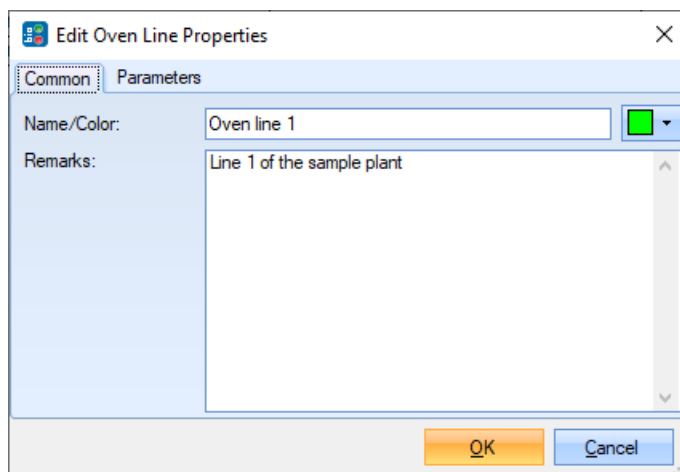 Edit Oven Line Properties
Common Parameters
Name/Color: Oven line 1
Remarks: Line 1 of the sample plant
OK Cancel